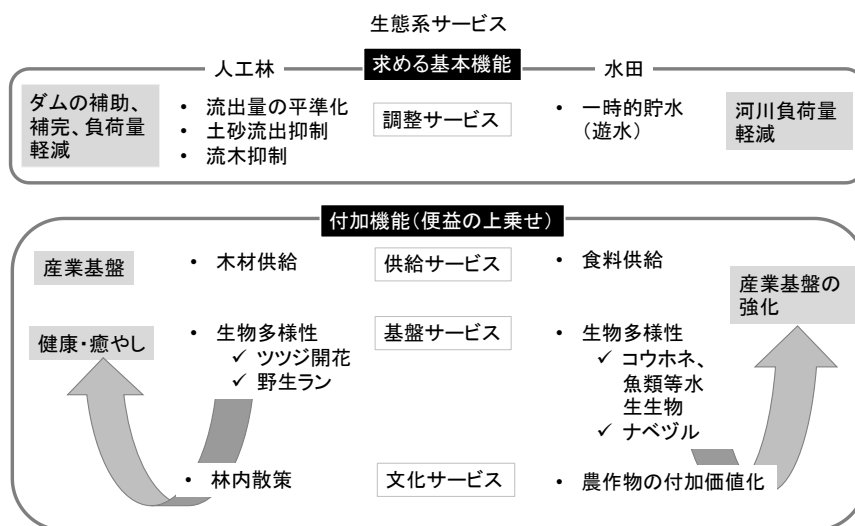 生態系サービス
求める基本機能
人工林
水田
ダムの補助、
補完、負荷量
軽減
• 流出量の平準化
• 土砂流出抑制
• 流木抑制
調整サービス
• 一時的貯水
(遊水)
河川負荷量
軽減
付加機能(便益の上乗せ)
産業基盤
• 木材供給
供給サービス
• 食料供給
産業基盤の
強化
健康・癒やし
• 生物多様性
✓ ツツジ開花
✓ 野生ラン
基盤サービス
• 生物多様性
✓ コウホネ、
魚類等水
生生物
✓ ナベヅル
• 林内散策
文化サービス
• 農作物の付加価値化